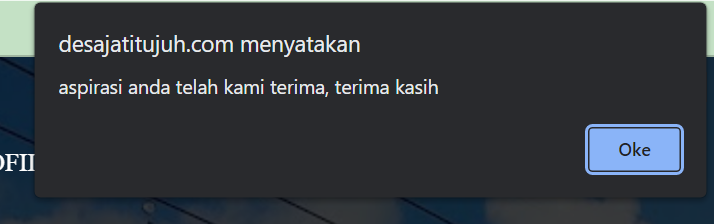 desajatitujuh.com menyatakan
aspirasi anda telah kami terima, terima kasih
Oke